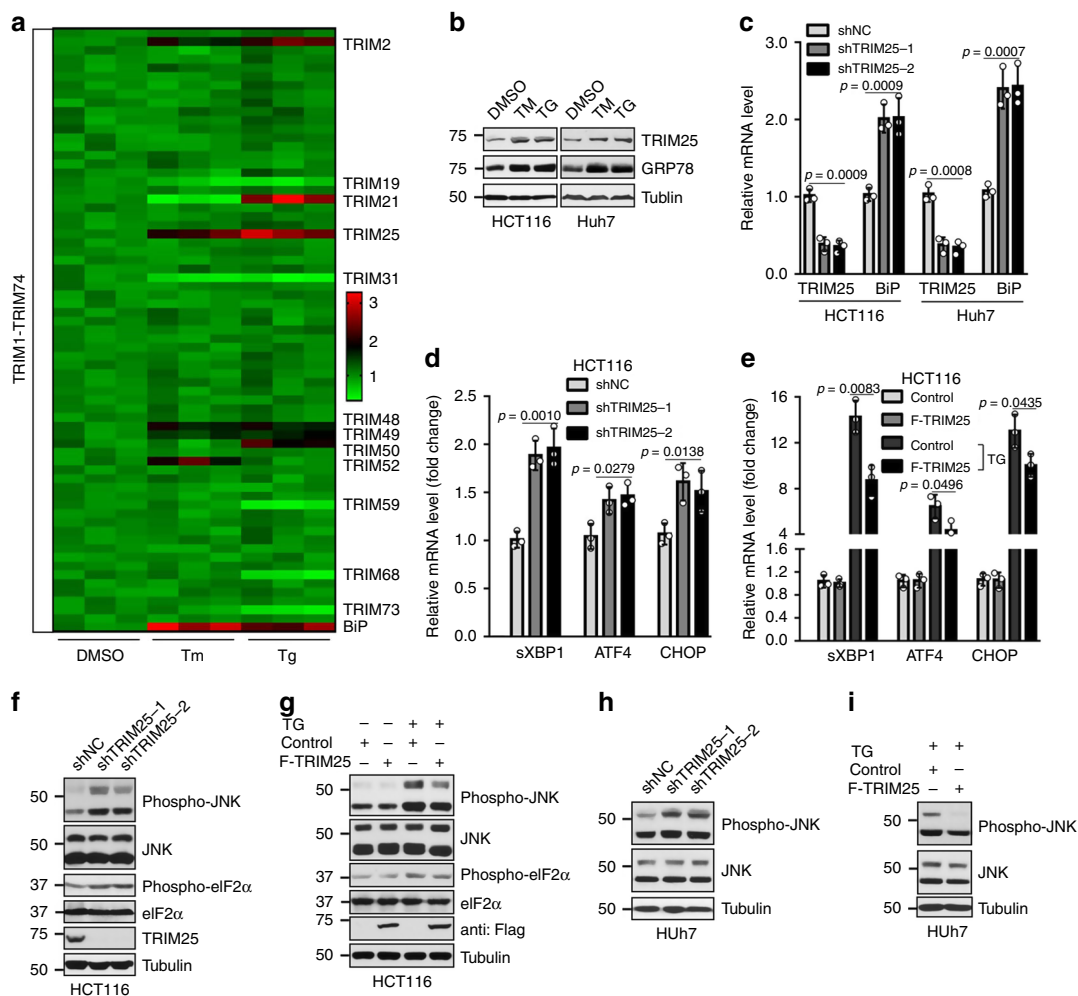 a
TRIM1-TRIM74
TRIM2
TRIM19
TRIM21
TRIM25
TRIM31
3
2
1
TRIM48
TRIM49
TRIM50
TRIM52
TRIM59
TRIM68
TRIM73
BiP
DMSO Tm Tg
b
DMSO TM TG DMSO TM TG
75 TRIM25
75 GRP78
50 Tublin
HCT116 Huh7
c
shNC
shTRIM25–1
shTRIM25–2
Relative mRNA level
3.0
2.0
1.0
0.0
p = 0.0009
p = 0.0009
p = 0.0008
p = 0.0007
TRIM25 BiP TRIM25 BiP
HCT116 Huh7
d
HCT116
shNC
shTRIM25–1
shTRIM25–2
Relative mRNA level (fold change)
2.5
2.0
1.5
1.0
0.5
0.0
p = 0.0010
p = 0.0279
p = 0.0138
sXBP1 ATF4 CHOP
e
HCT116
Control
F-TRIM25
Control
F-TRIM25
TG
Relative mRNA level (fold change)
16
12
8
4
1.6
1.2
0.8
0.4
0.0
p = 0.0083
p = 0.0496
p = 0.0435
sXBP1 ATF4 CHOP
f
shNC shTRIM25–1 shTRIM25–2
50 Phospho-JNK
50 JNK
37 Phospho-eIF2α
37 eIF2α
75 TRIM25
50 Tubulin
HCT116
g
TG – – + +
Control + – + –
F-TRIM25 – + – +
50 Phospho-JNK
50 JNK
37 Phospho-eIF2α
37 eIF2α
75 anti: Flag
50 Tubulin
HCT116
h
shNC shTRIM25–1 shTRIM25–2
50 Phospho-JNK
50 JNK
50 Tubulin
HUh7
i
TG + +
Control + –
F-TRIM25 – +
50 Phospho-JNK
50 JNK
50 Tubulin
HUh7